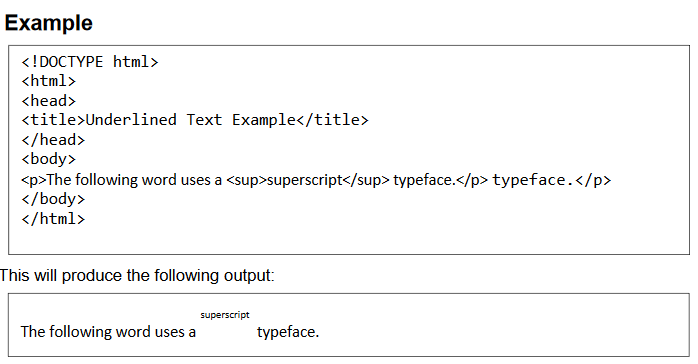 Example
<!DOCTYPE html>
<html>
<head>
<title>Underlined Text Example</title>
</head>
<body>
<p>The following word uses a <sup>superscript</sup> typeface.</p> typeface.</p>
</body>
</html>
This will produce the following output:
The following word uses a superscript typeface.